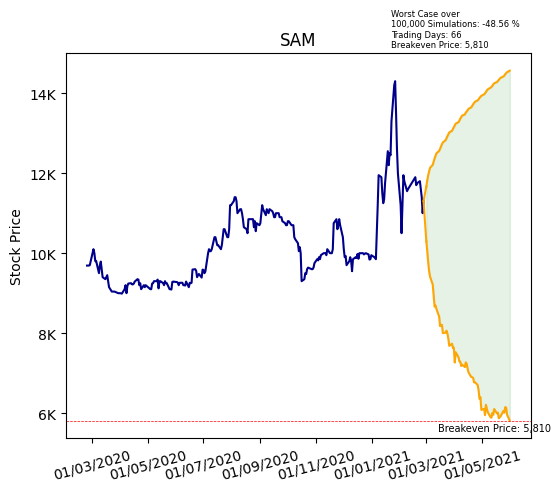 Worst Case over
100,000 Simulations: -48.56 %
Trading Days: 66
Breakeven Price: 5,810
SAM
Stock Price
14K
12K
10K
8K
6K
Breakeven Price: 5,810
01/03/2020 01/05/2020 01/07/2020 01/09/2020 01/11/2020 01/01/2021 01/03/2021 01/05/2021